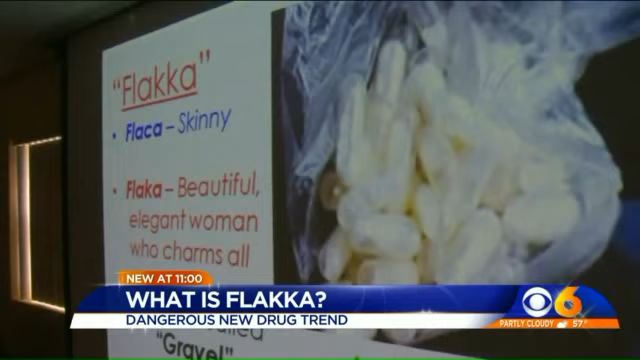 "Flakka"
• Flaca – Skinny
• Flaka – Beautiful,
elegant woman
who charms all
"Gravel"
NEW AT 11:00
WHAT IS FLAKKA?
DANGEROUS NEW DRUG TREND
6
PARTLY CLOUDY 57°